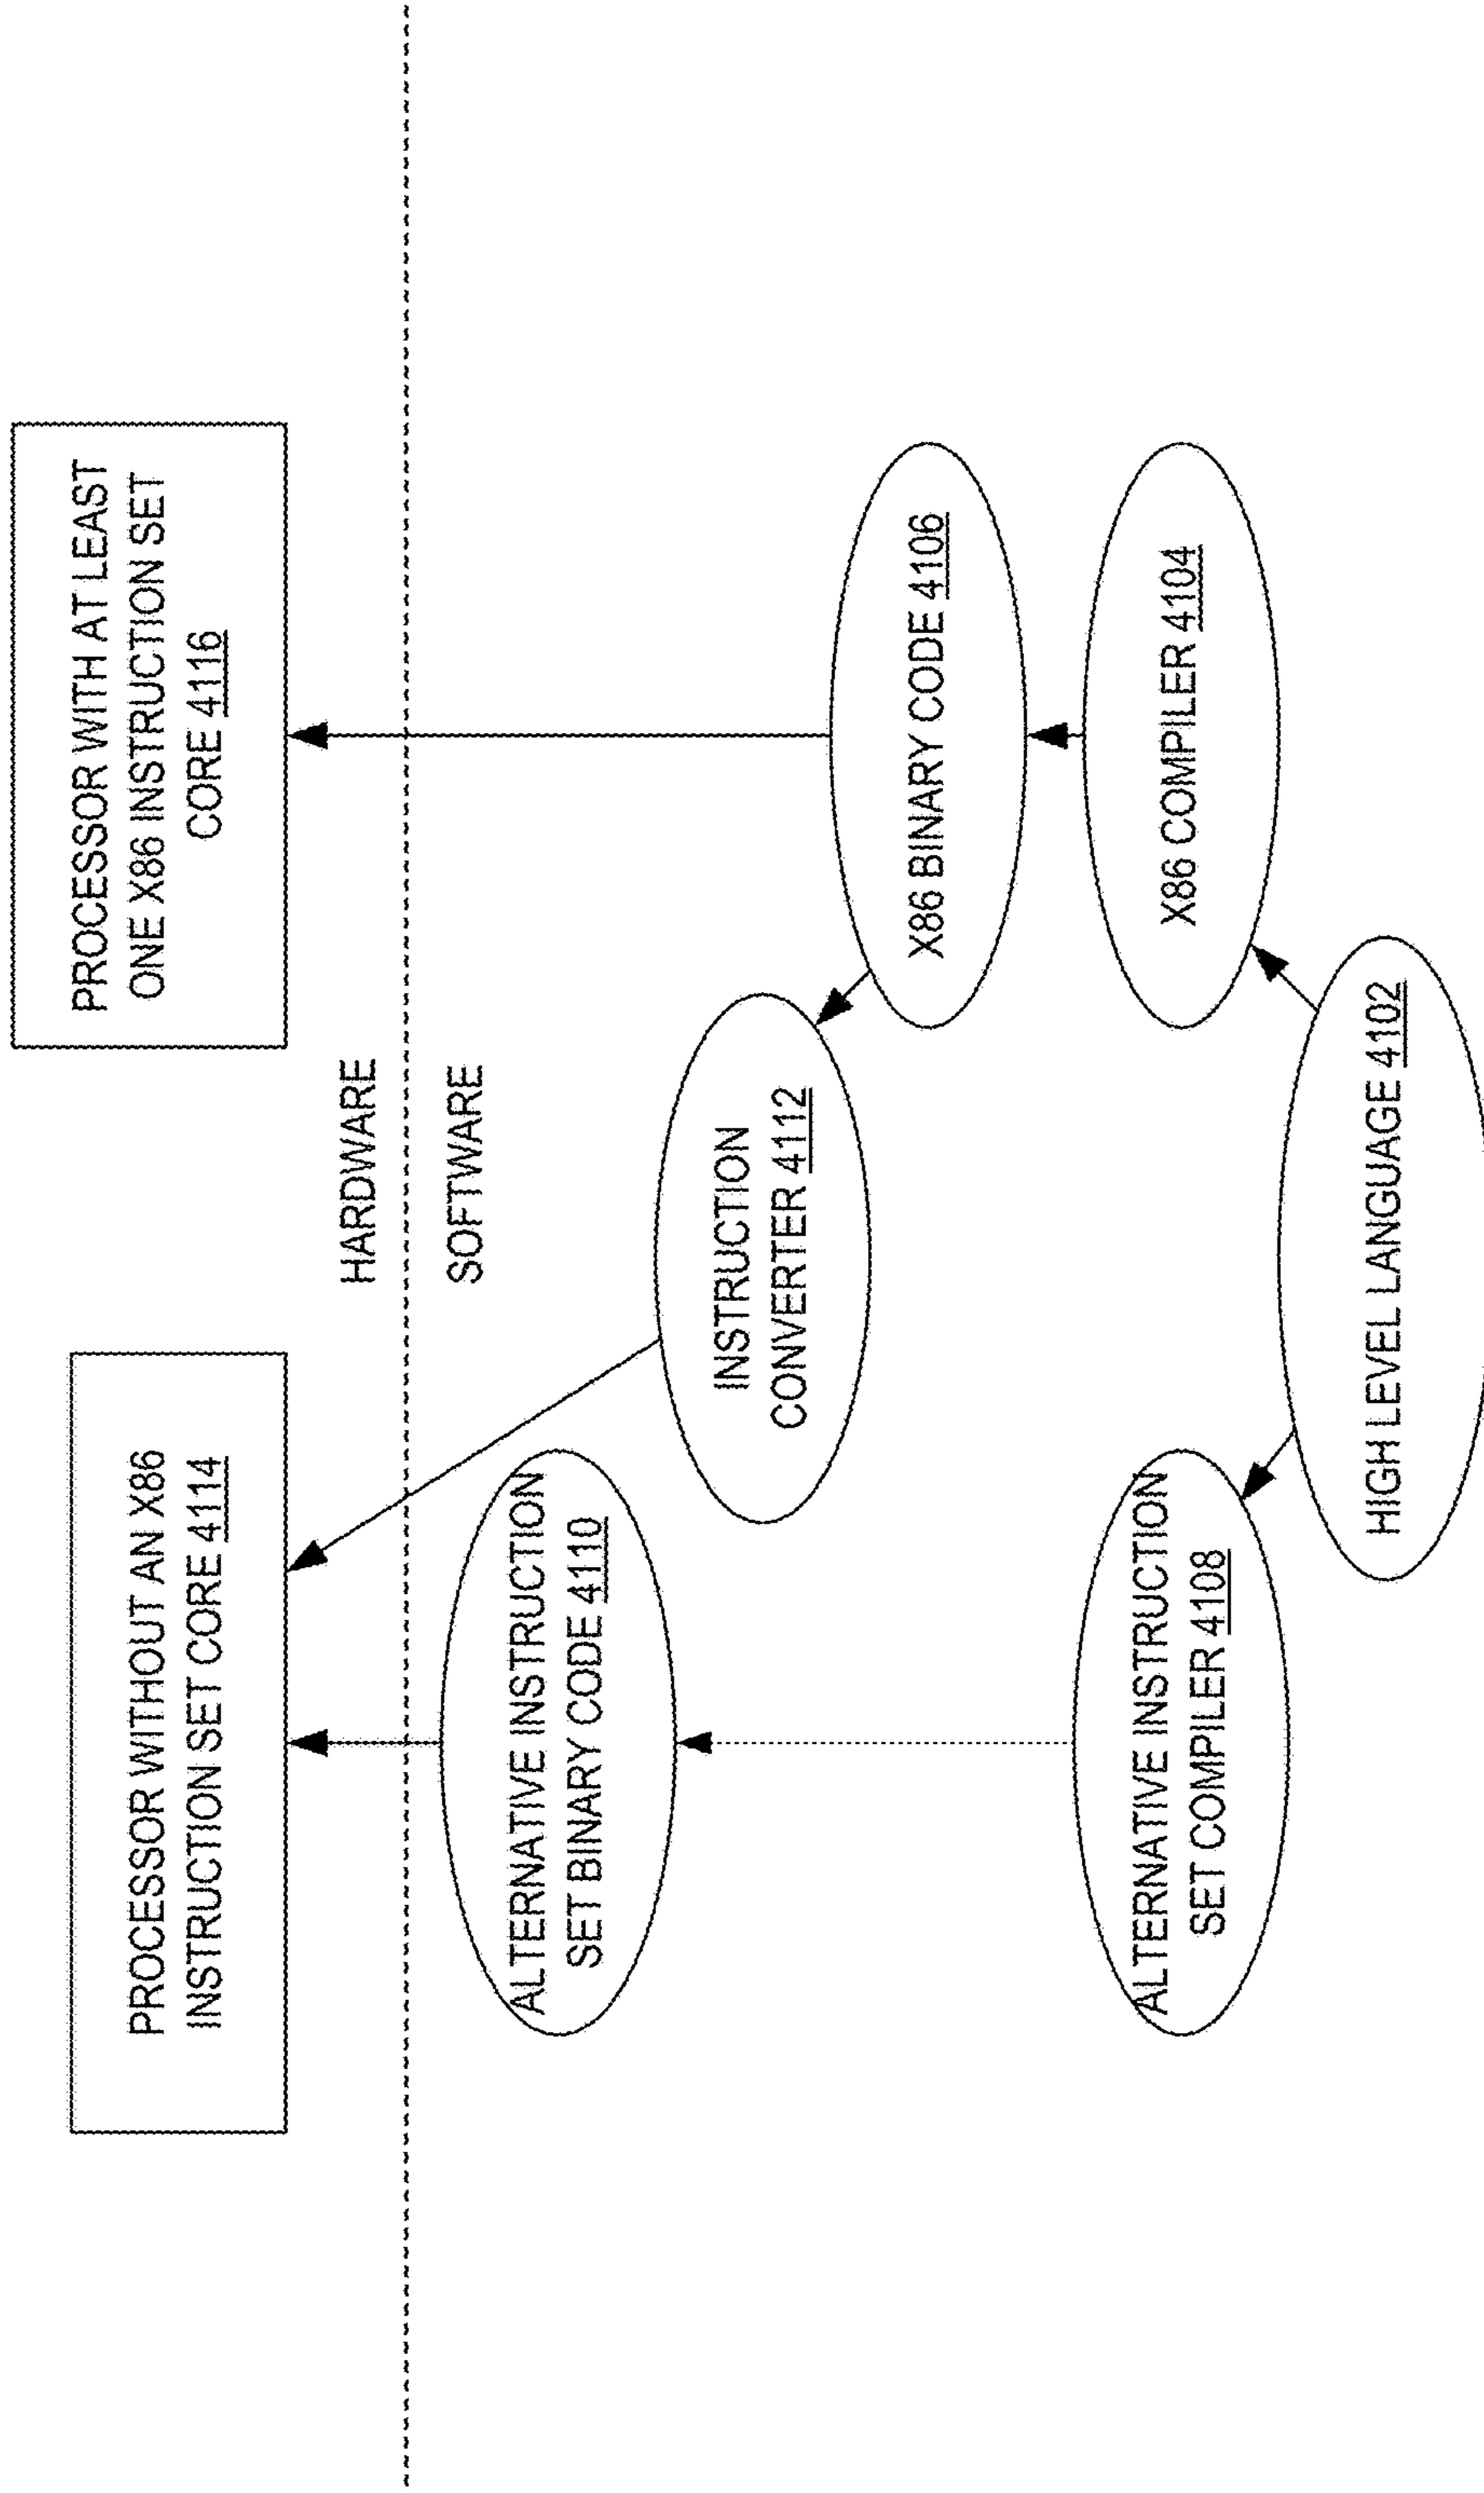 PROCESSOR WITHOUT AN X86
INSTRUCTION SET CORE 4114
PROCESSOR WITH AT LEAST
ONE X86 INSTRUCTION SET
CORE 4116
HARDWARE
SOFTWARE
ALTERNATIVE INSTRUCTION
SET BINARY CODE 4110
INSTRUCTION
CONVERTER 4112
X86 BINARY CODE 4106
ALTERNATIVE INSTRUCTION
SET COMPILER 4108
X86 COMPILER 4104
HIGH LEVEL LANGUAGE 4102